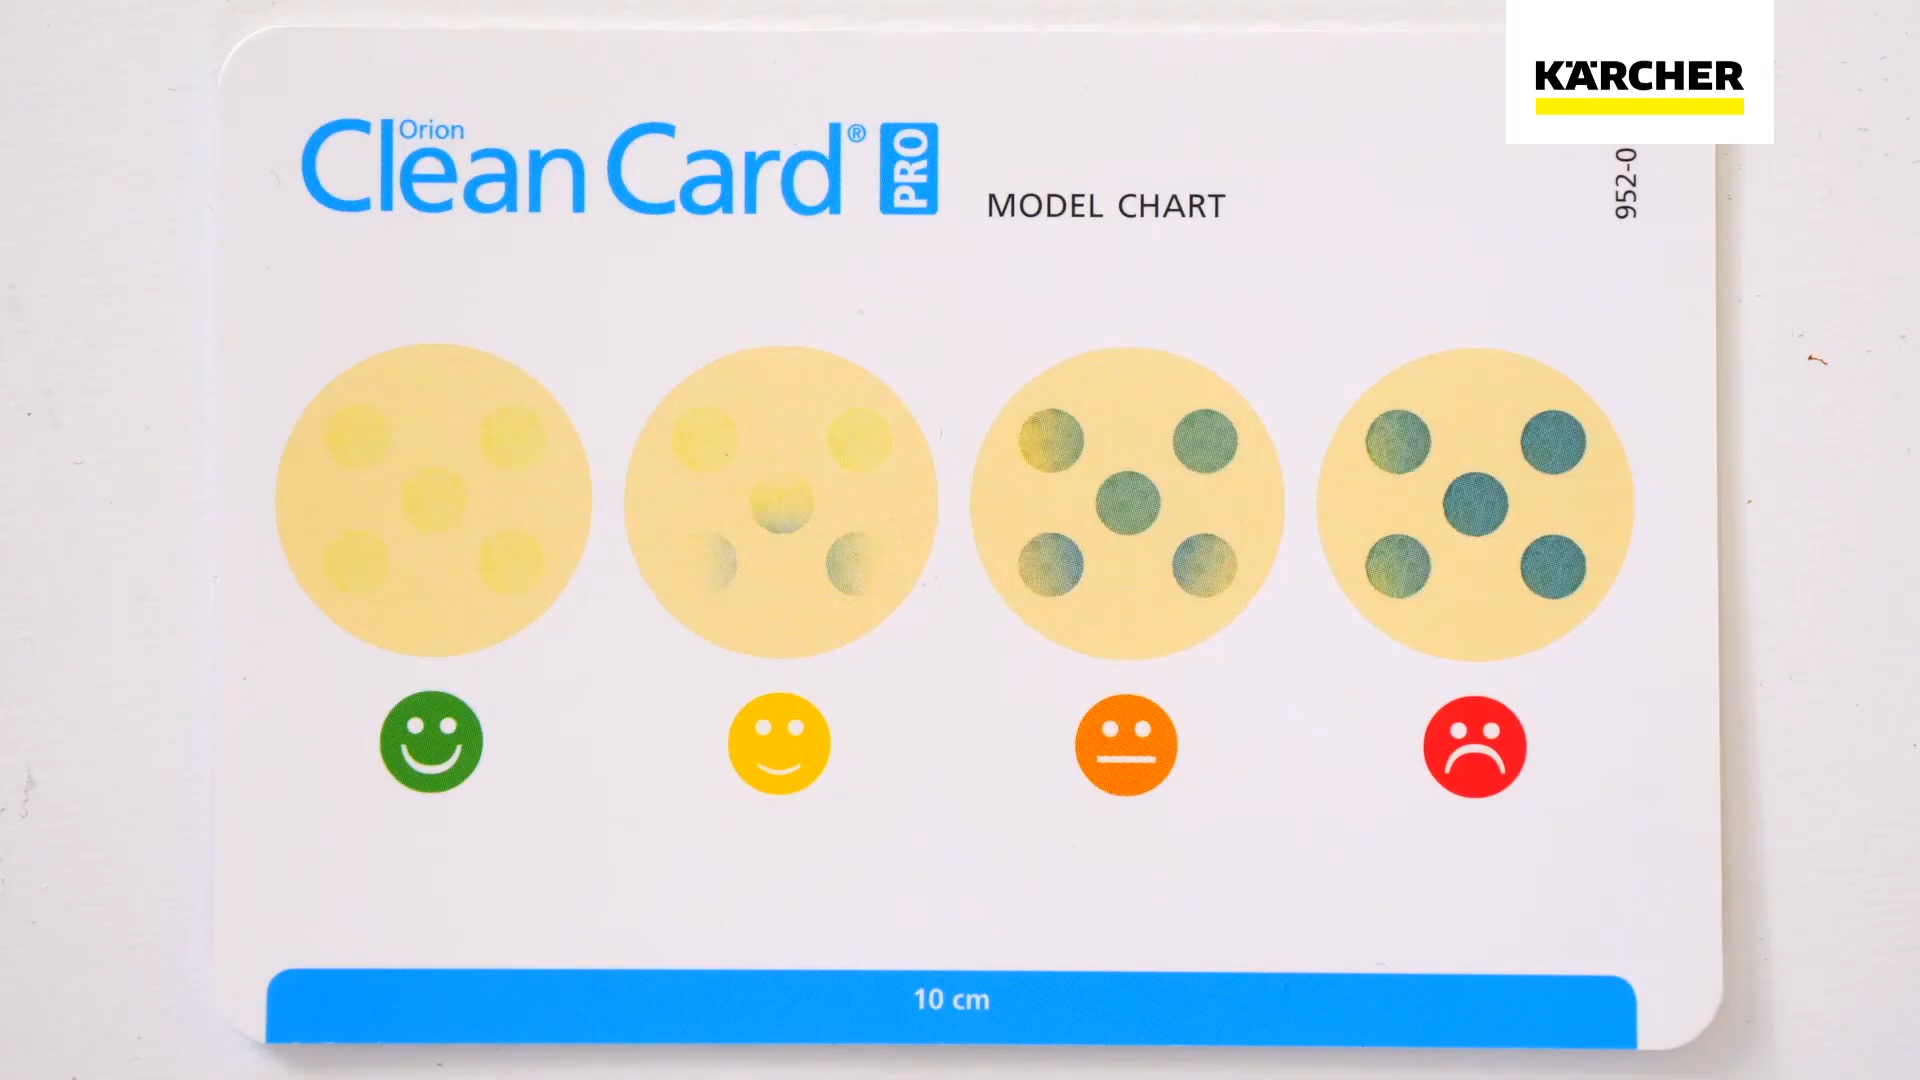 KÄRCHER
Orion
Clean Card® PRO
MODEL CHART
952-0
10 cm